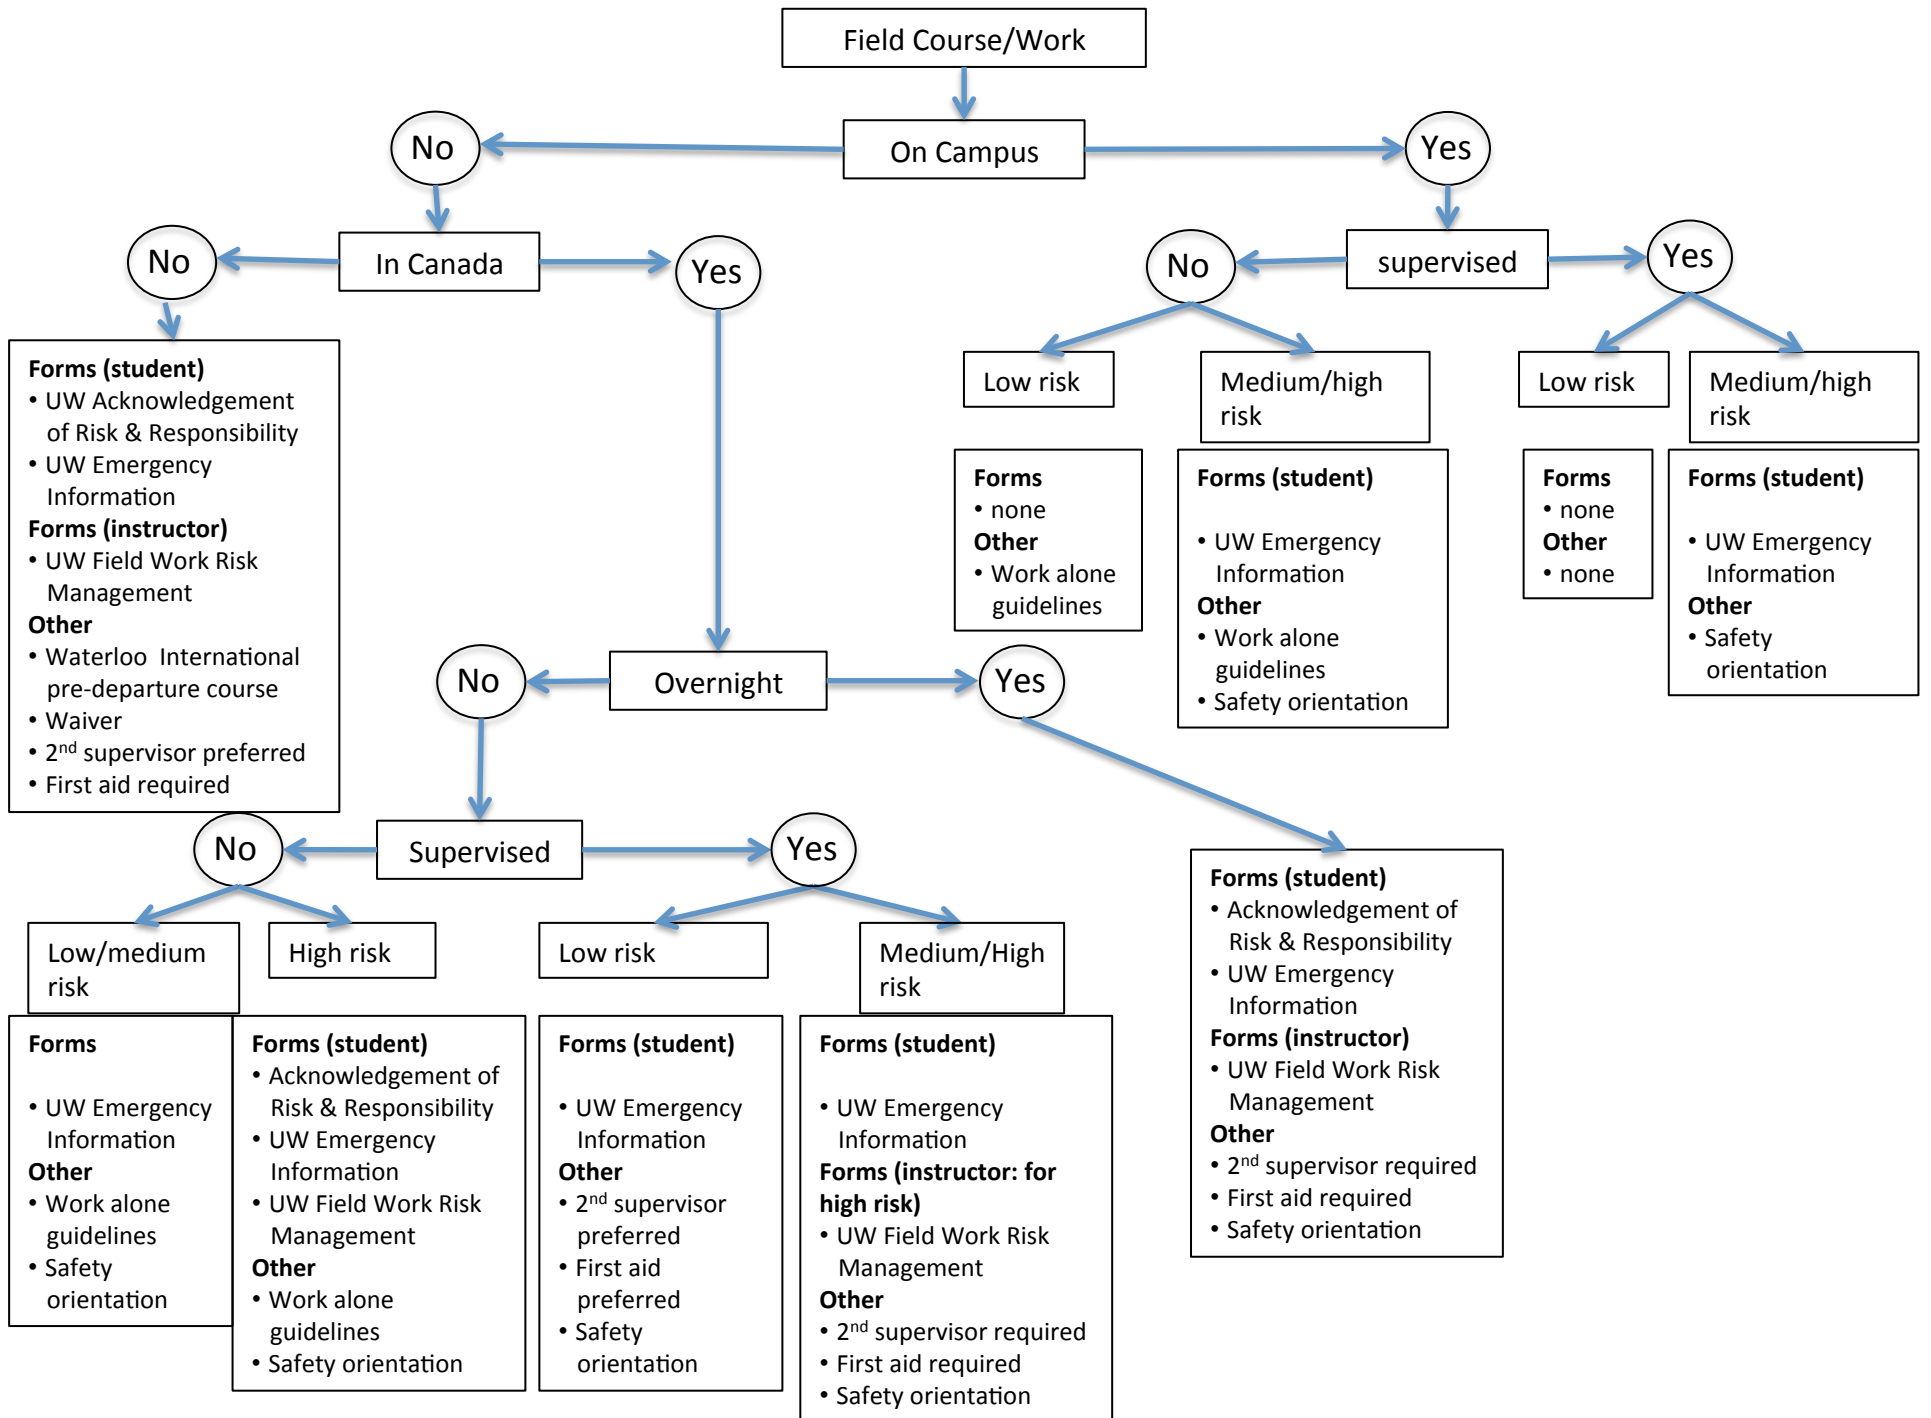 Field Course/Work
On Campus
No
Yes
In Canada
No
Yes
supervised
No
Yes
Forms (student)
• UW Acknowledgement
of Risk & Responsibility
• UW Emergency
Information
Forms (instructor)
• UW Field Work Risk
Management
Other
• Waterloo International
pre-departure course
• Waiver
• 2nd supervisor preferred
• First aid required
Low risk
Medium/high
risk
Low risk
Medium/high
risk
Forms
• none
Other
• Work alone
guidelines
Forms (student)
• UW Emergency
Information
Other
• Work alone
guidelines
• Safety orientation
Forms
• none
Other
• none
Forms (student)
• UW Emergency
Information
Other
• Safety
orientation
No
Overnight
Yes
No
Supervised
Yes
Low/medium
risk
High risk
Low risk
Medium/High
risk
Forms
• UW Emergency
Information
Other
• Work alone
guidelines
• Safety
orientation
Forms (student)
• Acknowledgement of
Risk & Responsibility
• UW Emergency
Information
• UW Field Work Risk
Management
Other
• Work alone
guidelines
• Safety orientation
Forms (student)
• UW Emergency
Information
Other
• 2nd supervisor
preferred
• First aid
preferred
• Safety
orientation
Forms (student)
• UW Emergency
Information
Forms (instructor: for
high risk)
• UW Field Work Risk
Management
Other
• 2nd supervisor required
• First aid required
• Safety orientation
Forms (student)
• Acknowledgement of
Risk & Responsibility
• UW Emergency
Information
Forms (instructor)
• UW Field Work Risk
Management
Other
• 2nd supervisor required
• First aid required
• Safety orientation